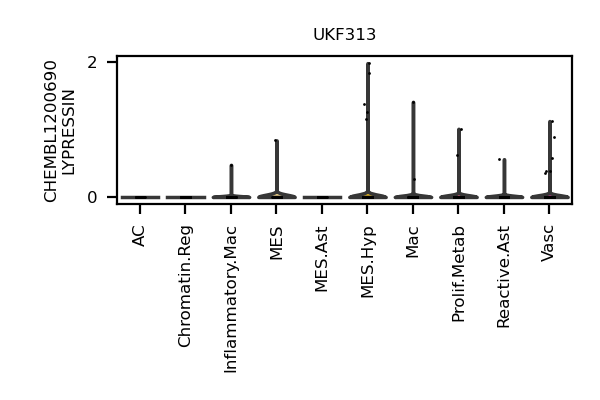 UKF313
CHEMBL1200690
LYPRESSIN
2
0
AC
Chromatin.Reg
Inflammatory.Mac
MES
MES.Ast
MES.Hyp
Mac
Prolif.Metab
Reactive.Ast
Vasc